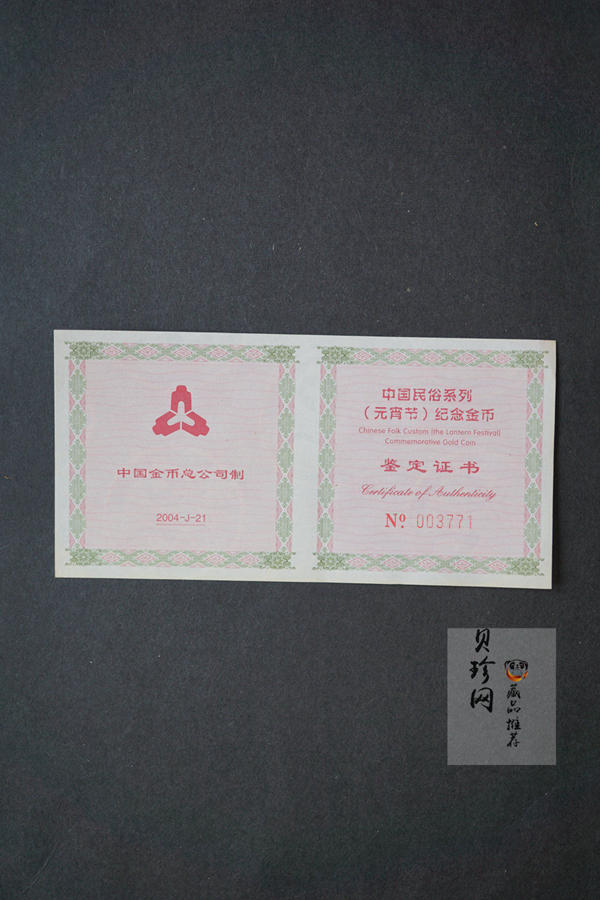 中国金币总公司制
2004-J-21
中国民俗系列
（元宵节）纪念金币
Chinese Folk Custom (the Lantern Festival)
Commemorative Gold Coin
鉴定证书
Certificate of Authenticity
Nº 003771
贝珍网
藏品推荐